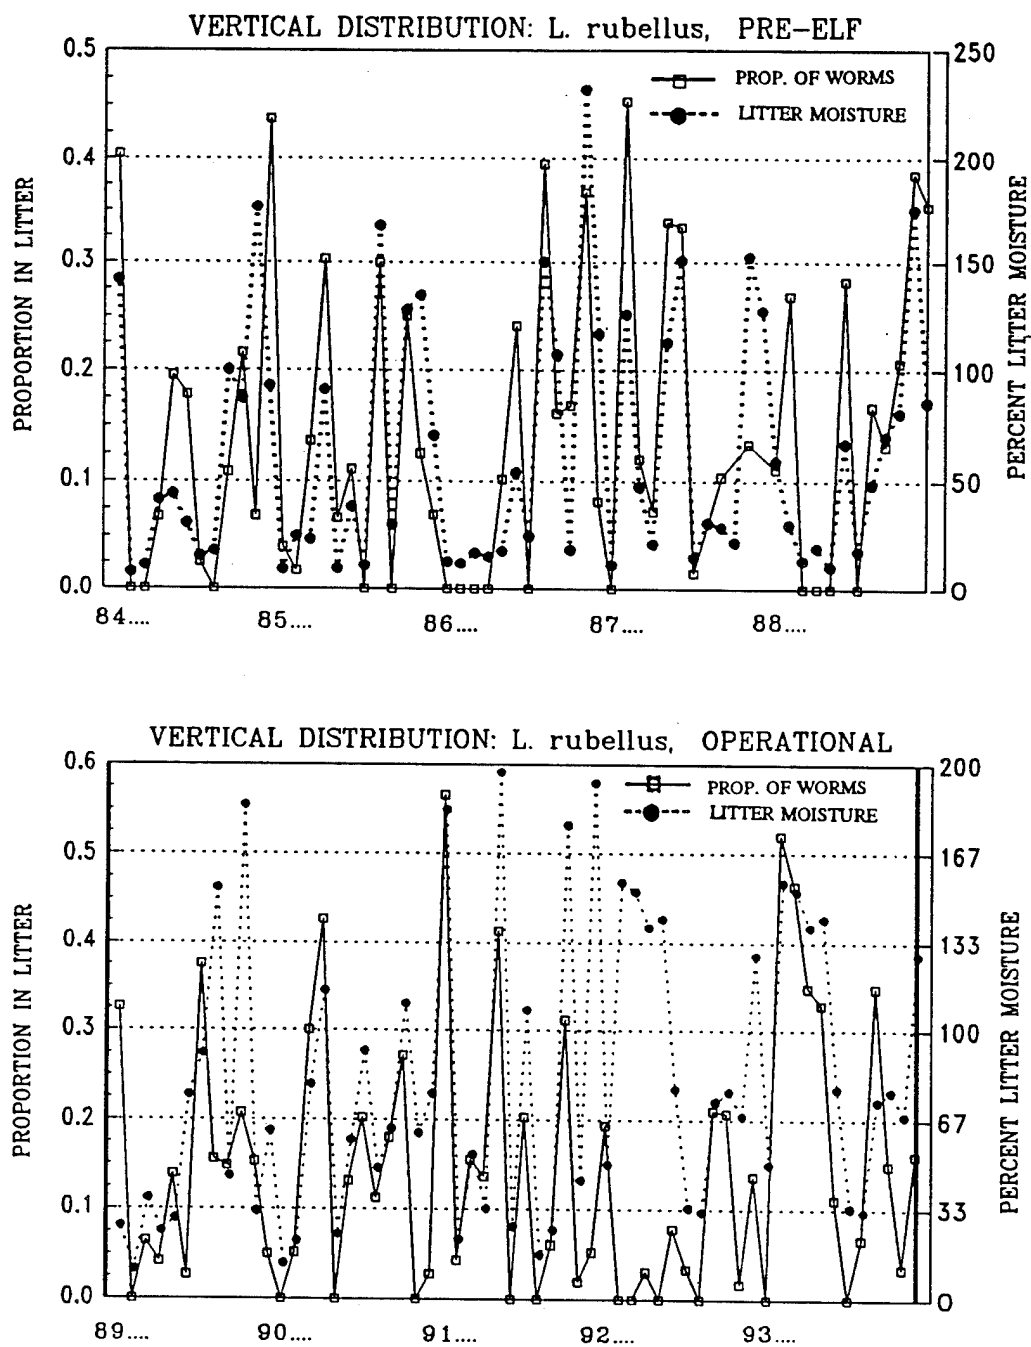 VERTICAL DISTRIBUTION: L. rubellus, PRE-ELF
PROP. OF WORMS
LITTER MOISTURE
PROPORTION IN LITTER
0.5
0.4
0.3
0.2
0.1
0.0
250
200
150
100
50
0
PERCENT LITTER MOISTURE
84.... 85.... 86.... 87.... 88....
VERTICAL DISTRIBUTION: L. rubellus, OPERATIONAL
PROP. OF WORMS
LITTER MOISTURE
PROPORTION IN LITTER
0.6
0.5
0.4
0.3
0.2
0.1
0.0
200
167
133
100
67
33
0
PERCENT LITTER MOISTURE
89.... 90.... 91.... 92.... 93....